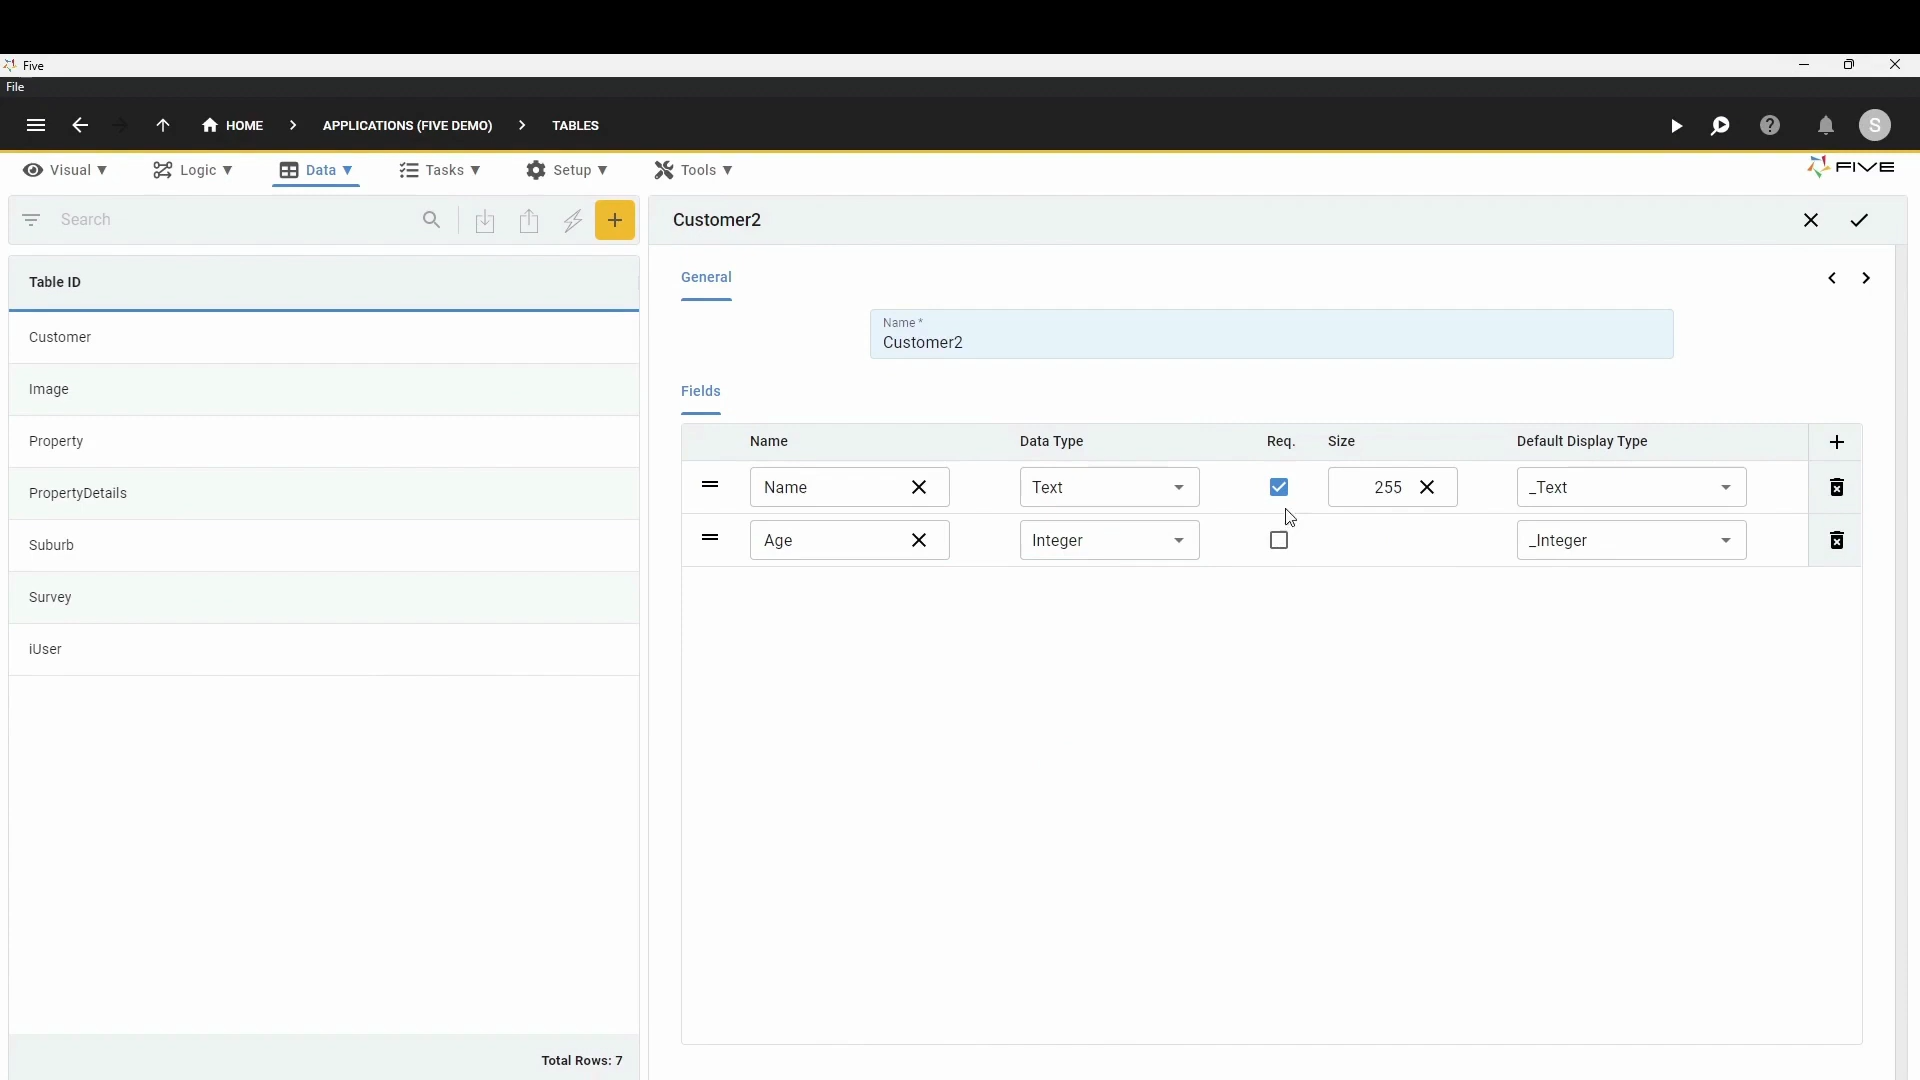 Five
File
HOME
APPLICATIONS (FIVE DEMO)
TABLES
S
Visual
Logic
Data
Tasks
Setup
Tools
FIVE
Search
Customer2
Table ID
Customer
Image
Property
PropertyDetails
Suburb
Survey
iUser
Total Rows: 7
General
Name *
Customer2
Fields
Name Data Type Req. Size Default Display Type
Name Text 255 _Text
Age Integer _Integer